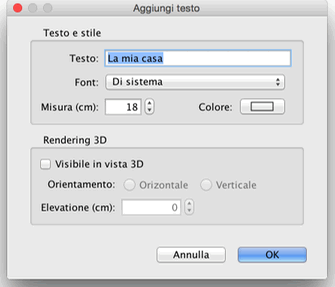 Aggiungi testo
Testo e stile
Testo: La mia casa
Font: Di sistema
Misura (cm): 18 Colore:
Rendering 3D
Visibile in vista 3D
Orientamento: Orizontale Verticale
Elevatione (cm): 0
Annulla OK